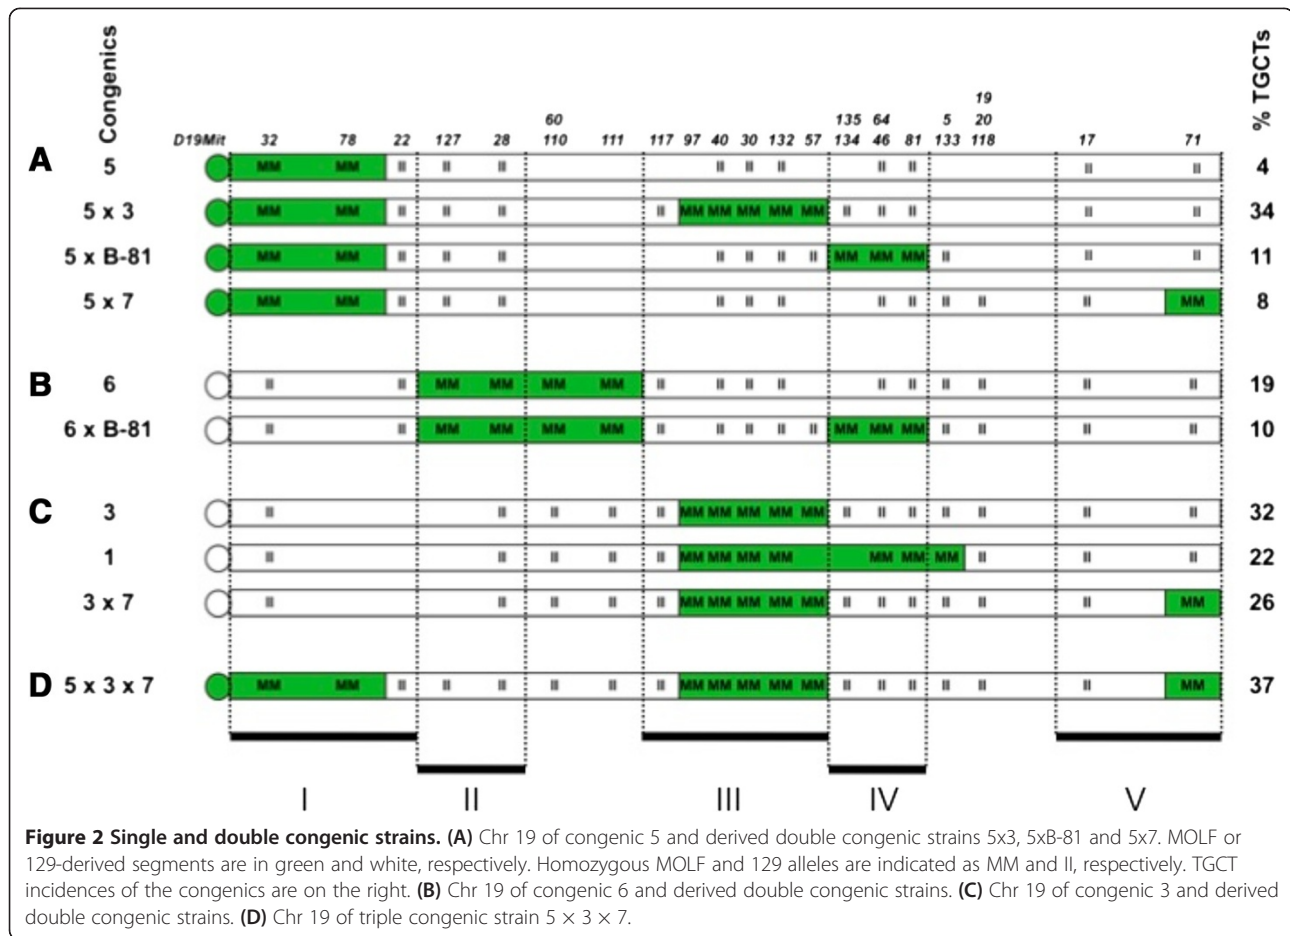 Congenics
% TGCTs
19
60 135 64 5 20
D19Mit 32 78 22 127 28 110 111 117 97 40 30 132 57 134 46 81 133 118 17 71
A 5 MM MM II II II II II II II II II II 4
5 x 3 MM MM II II II II MM MM MM MM MM II II II II II 34
5 x B-81 MM MM II II II II II II II MM MM MM II II II 11
5 x 7 MM MM II II II II II II II II II II II MM 8
B 6 II II MM MM MM MM II II II II II II II II II II 19
6 x B-81 II II MM MM MM MM II II II II II MM MM MM II II II II 10
C 3 II II II II II MM MM MM MM MM II II II II II II II 32
1 II II II II II MM MM MM MM MM MM MM II II II 22
3 x 7 II II II II II MM MM MM MM MM II II II II II II MM 26
D 5 x 3 x 7 MM MM II II II II II II MM MM MM MM MM II II II II II II MM 37
I II III IV V
Figure 2 Single and double congenic strains. (A) Chr 19 of congenic 5 and derived double congenic strains 5x3, 5xB-81 and 5x7. MOLF or
129-derived segments are in green and white, respectively. Homozygous MOLF and 129 alleles are indicated as MM and II, respectively. TGCT
incidences of the congenics are on the right. (B) Chr 19 of congenic 6 and derived double congenic strains. (C) Chr 19 of congenic 3 and derived
double congenic strains. (D) Chr 19 of triple congenic strain 5 × 3 × 7.